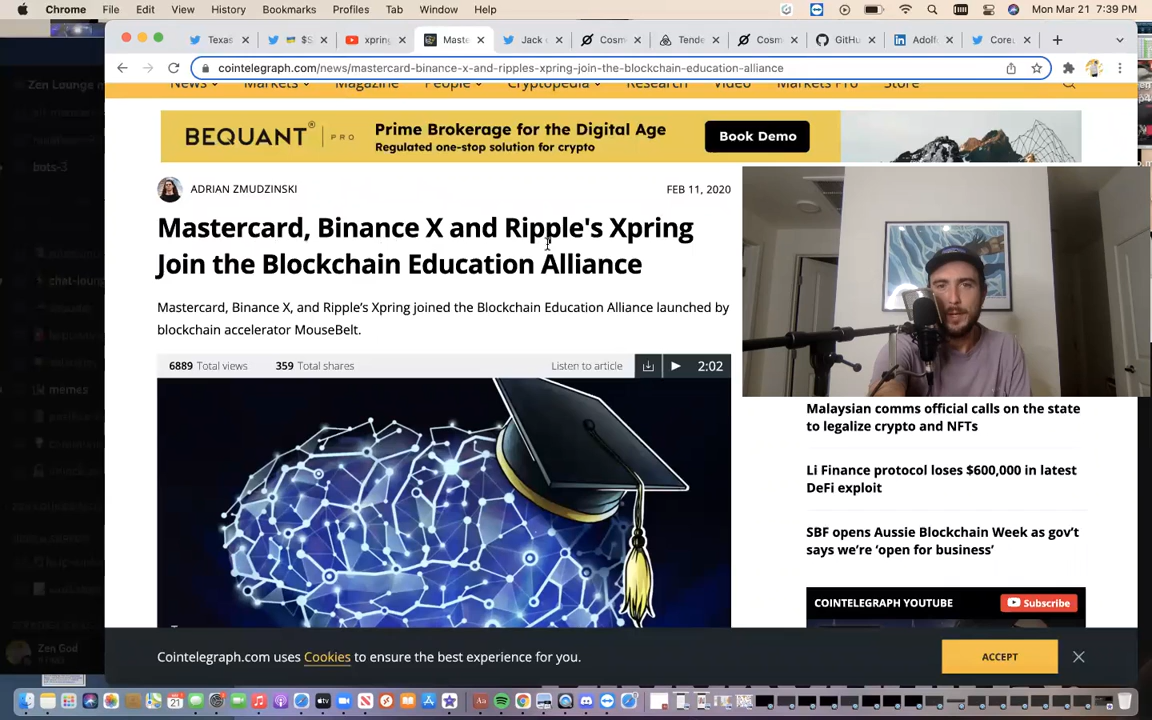 Chrome File Edit View History Bookmarks Profiles Tab Window Help Mon Mar 21 7:39 PM
Texas $S xpring Maste Jack Cosm Tende Cosm GitHu Adolf Coreu
cointelegraph.com/news/mastercard-binance-x-and-ripples-xpring-join-the-blockchain-education-alliance
News Markets Magazine People Cryptopedia Research Video Markets Pro Store
BEQUANT® PRO Prime Brokerage for the Digital Age
Regulated one-stop solution for crypto
Book Demo
ADRIAN ZMUDZINSKI FEB 11, 2020
Mastercard, Binance X and Ripple's Xpring
Join the Blockchain Education Alliance
Mastercard, Binance X, and Ripple's Xpring joined the Blockchain Education Alliance launched by
blockchain accelerator MouseBelt.
6889 Total views 359 Total shares Listen to article 2:02
Malaysian comms official calls on the state
to legalize crypto and NFTs
Li Finance protocol loses $600,000 in latest
DeFi exploit
SBF opens Aussie Blockchain Week as gov't
says we're 'open for business'
COINTELEGRAPH YOUTUBE Subscribe
Cointelegraph.com uses Cookies to ensure the best experience for you.
ACCEPT
Zen Lounge
bots-3
chat-loun
memes
Zen God